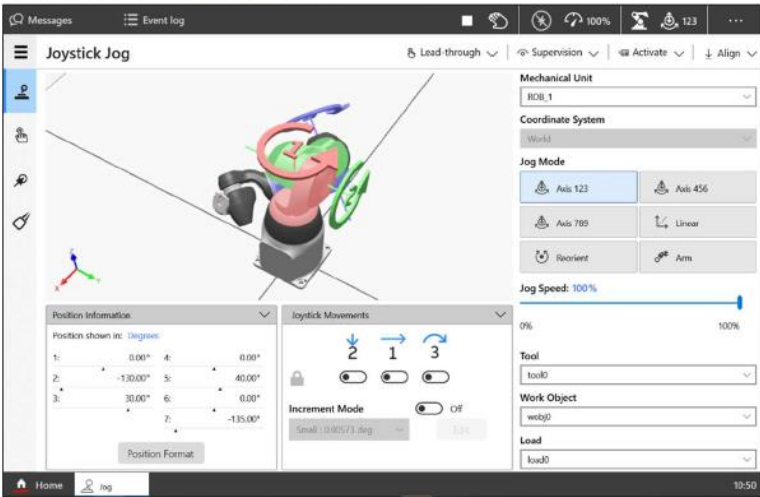 Messages
Event log
100%
123
...
Joystick Jog
Lead-through
Supervision
Activate
Align
Mechanical Unit
ROB_1
Coordinate System
World
Jog Mode
Axis 123
Axis 456
Axis 789
Linear
Reorient
Arm
Jog Speed: 100%
0%
100%
Tool
tool0
Work Object
wobj0
Load
load0
1
2
3
z
x
Y
Position Information
Position shown in: Degrees
1: 0.00° 4: 0.00°
2: -130.00° 5: 40.00°
3: 30.00° 6: 0.00°
7: -135.00°
Position Format
Joystick Movements
2 1 3
Increment Mode
Off
Small : 0.00573 deg
Edit
Home
Jog
10:50